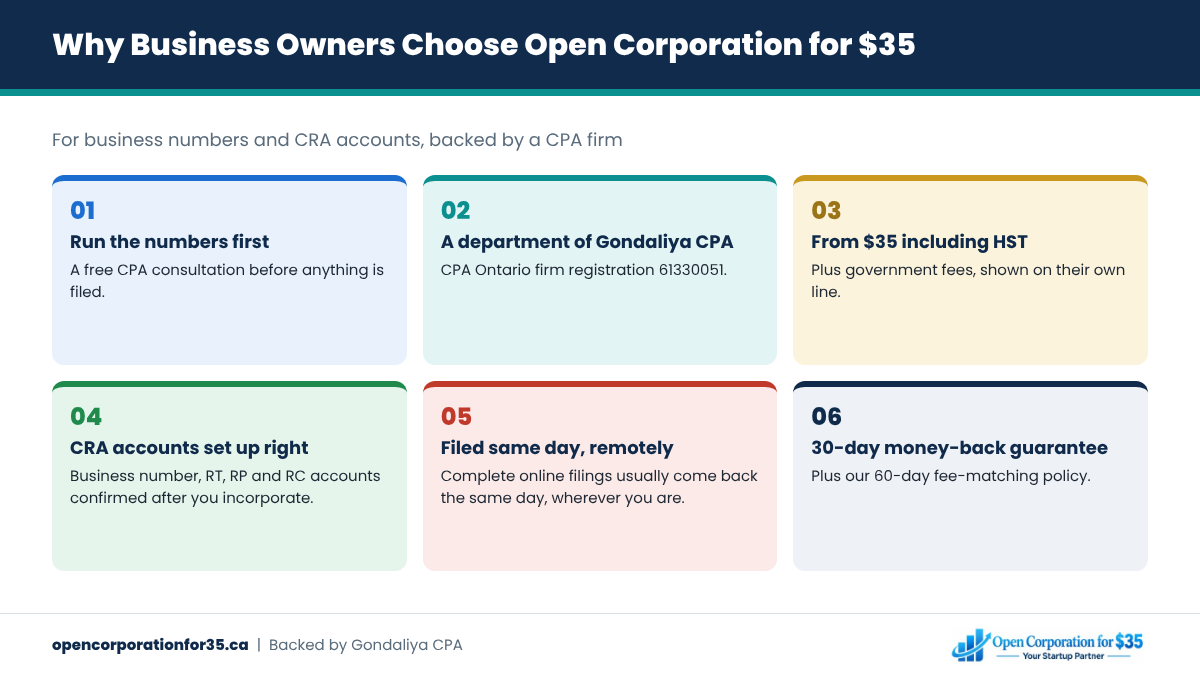 Why Business Owners Choose Open Corporation for $35
For business numbers and CRA accounts, backed by a CPA firm
01
Run the numbers first
A free CPA consultation before anything is
filed.
02
A department of Gondaliya CPA
CPA Ontario firm registration 61330051.
03
From $35 including HST
Plus government fees, shown on their own
line.
04
CRA accounts set up right
Business number, RT, RP and RC accounts
confirmed after you incorporate.
05
Filed same day, remotely
Complete online filings usually come back
the same day, wherever you are.
06
30-day money-back guarantee
Plus our 60-day fee-matching policy.
opencorporationfor35.ca | Backed by Gondaliya CPA
Open Corporation for $35
Your Startup Partner